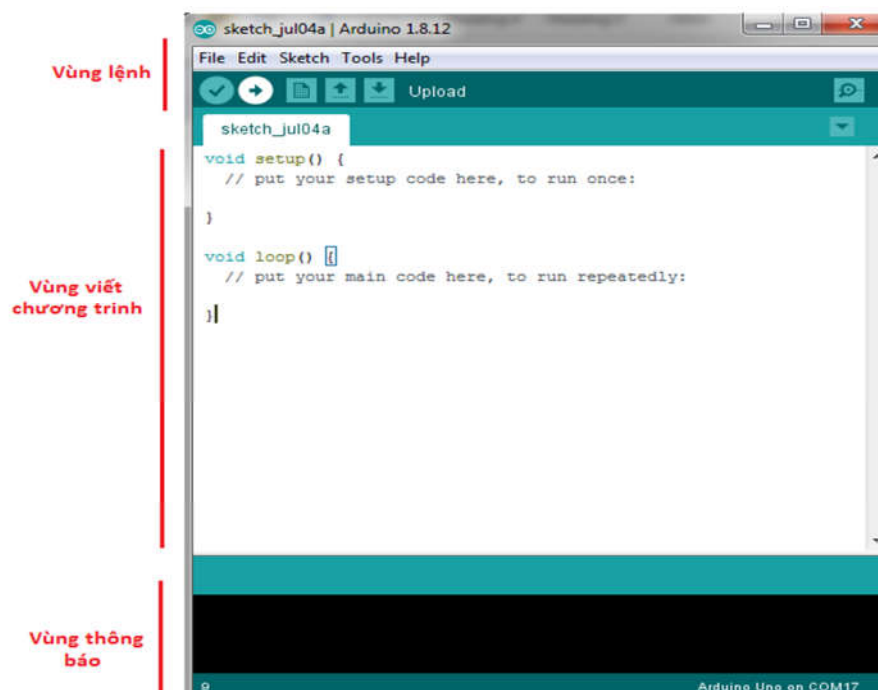 sketch_jul04a | Arduino 1.8.12
File Edit Sketch Tools Help
Vùng lệnh
Upload
sketch_jul04a
void setup() {
// put your setup code here, to run once:
}
void loop() {
// put your main code here, to run repeatedly:
}
Vùng viết
chương trình
Vùng thông
báo
9
Arduino Uno on COM17